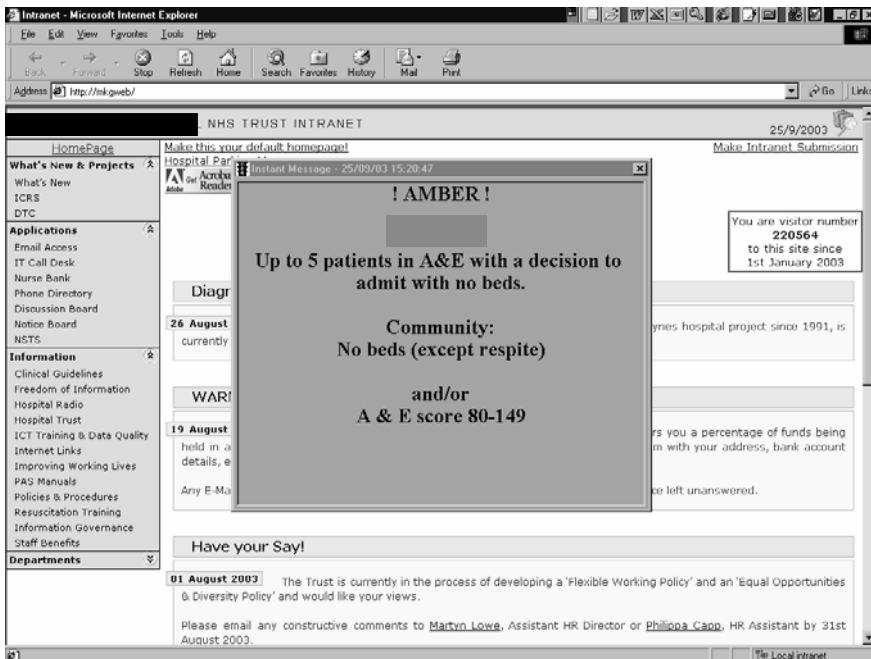 Intranet - Microsoft Internet Explorer
File Edit View Favorites Tools Help
Back Forward Stop Refresh Home Search Favorites History Mail Print
Address http://mkgweb/ Go Links
NHS TRUST INTRANET
25/9/2003
HomePage
Make this your default homepage!
Make Intranet Submission
What's New & Projects
What's New
ICRS
DTC
Applications
Email Access
IT Call Desk
Nurse Bank
Phone Directory
Discussion Board
Notice Board
NSTS
Information
Clinical Guidelines
Freedom of Information
Hospital Radio
Hospital Trust
ICT Training & Data Quality
Internet Links
Improving Working Lives
PAS Manuals
Policies & Procedures
Resuscitation Training
Information Governance
Staff Benefits
Departments
Hospital
Get Acroba
Adobe Reader
Instant Message - 25/09/03 15:20:47
! AMBER !
Up to 5 patients in A&E with a decision to
admit with no beds.
Community:
No beds (except respite)
and/or
A & E score 80-149
You are visitor number
220564
to this site since
1st January 2003
Diagr
26 August
ynes hospital project since 1991, is
currently
WARI
19 August
rs you a percentage of funds being
held in a
m with your address, bank account
details, e
Any E-Ma
ce left unanswered.
Have your Say!
01 August 2003 The Trust is currently in the process of developing a 'Flexible Working Policy' and an 'Equal Opportunities
& Diversity Policy' and would like your views.
Please email any constructive comments to Martyn Lowe, Assistant HR Director or Philippa Capp, HR Assistant by 31st
August 2003.
Local intranet